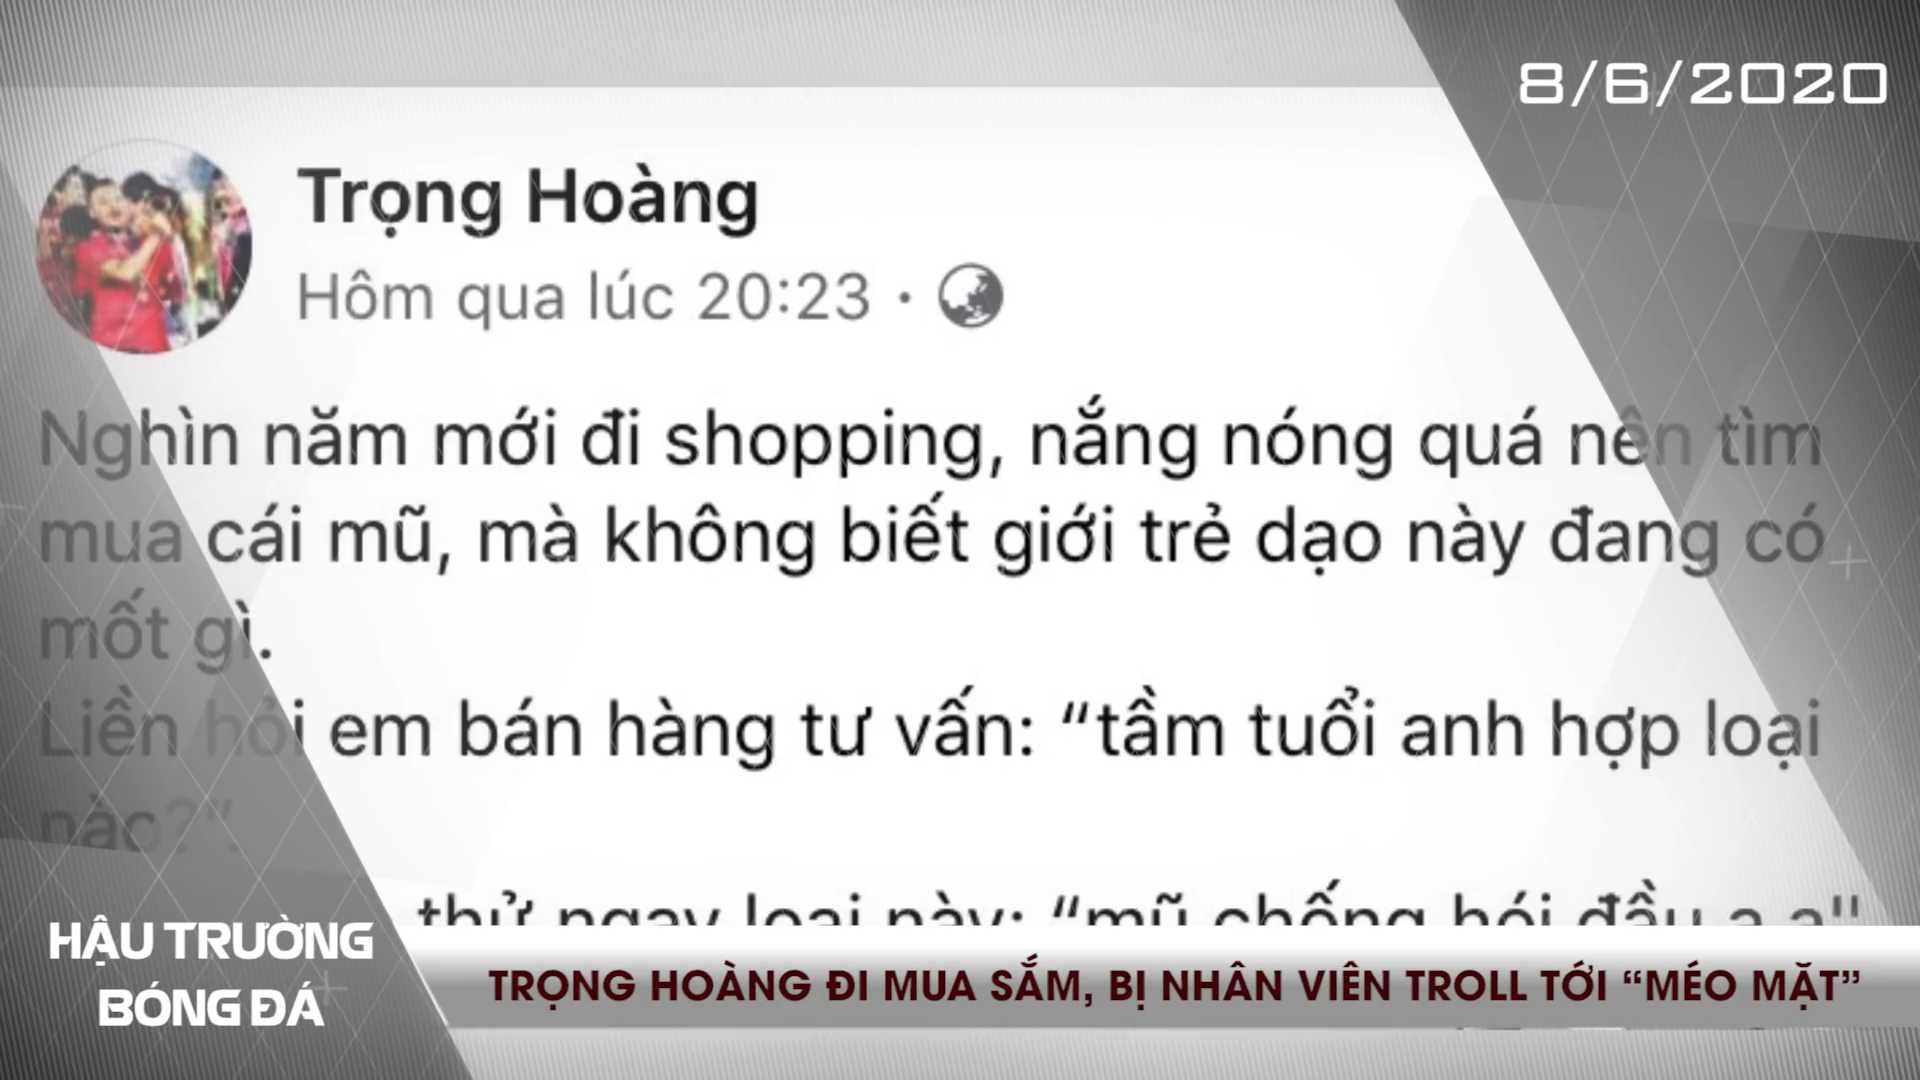 8/6/2020
Trọng Hoàng
Hôm qua lúc 20:23 ·
Nghìn năm mới đi shopping, nắng nóng quá nên tìm
mua cái mũ, mà không biết giới trẻ dạo này đang có
mốt gì.
Liền hỏi em bán hàng tư vấn: “tầm tuổi anh hợp loại
nào?”.
thử ngay loại này: “mũ chống hói đầu ạ ạ"
HẬU TRƯỜNG
BÓNG ĐÁ
TRỌNG HOÀNG ĐI MUA SẮM, BỊ NHÂN VIÊN TROLL TỚI “MÉO MẶT”